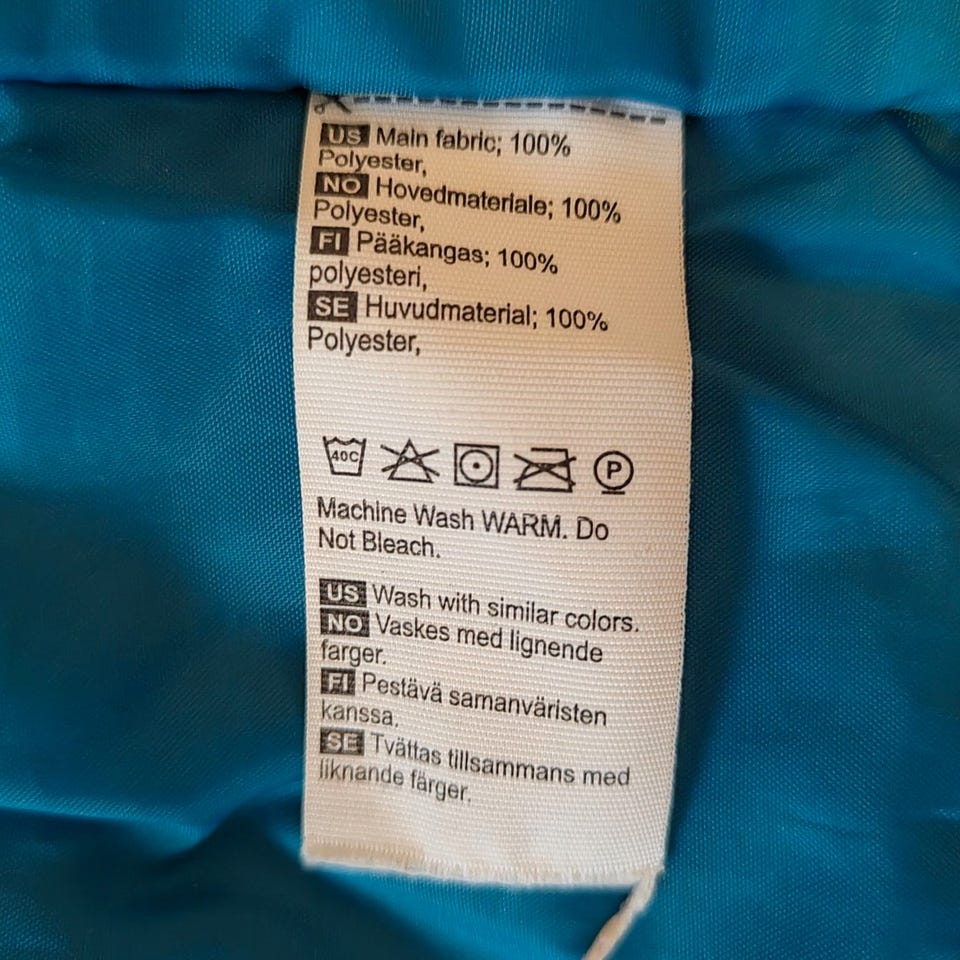 US Main fabric; 100%
Polyester,
NO Hovedmateriale; 100%
Polyester,
FI Pääkangas; 100%
polyesteri,
SE Huvudmaterial; 100%
Polyester,
40C P
Machine Wash WARM. Do
Not Bleach.
US Wash with similar colors.
NO Vaskes med lignende
farger.
FI Pestävä samanväristen
kanssa.
SE Tvättas tillsammans med
liknande färger.